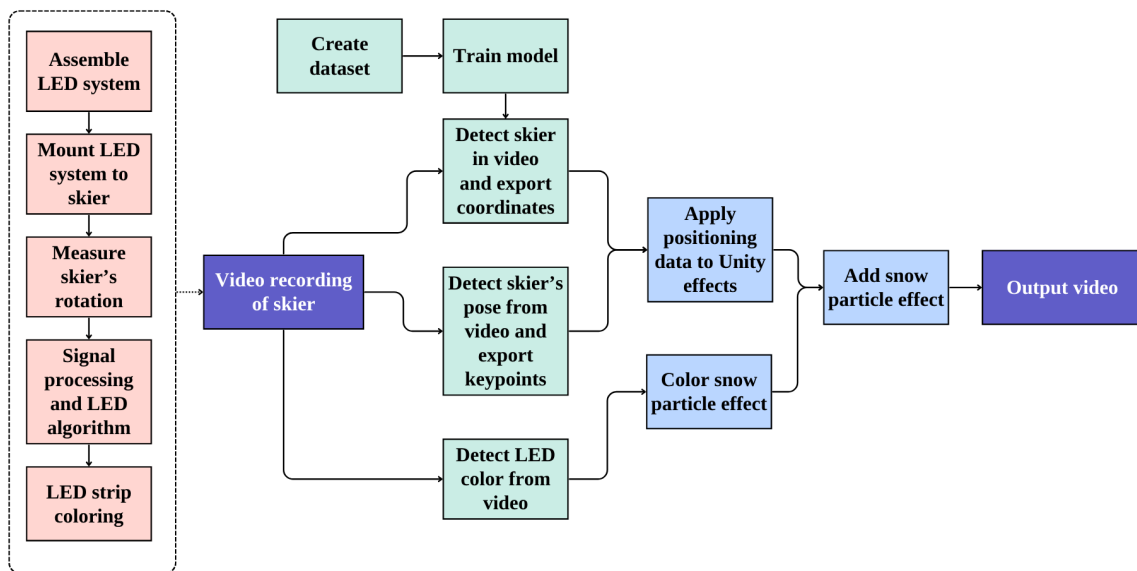 Assemble
LED system
Mount LED
system to
skier
Measure
skier’s
rotation
Signal
processing
and LED
algorithm
LED strip
coloring
Video recording
of skier
Create
dataset
Train model
Detect skier
in video
and export
coordinates
Detect skier’s
pose from
video and
export
keypoints
Detect LED
color from
video
Apply
positioning
data to Unity
effects
Color snow
particle effect
Add snow
particle effect
Output video